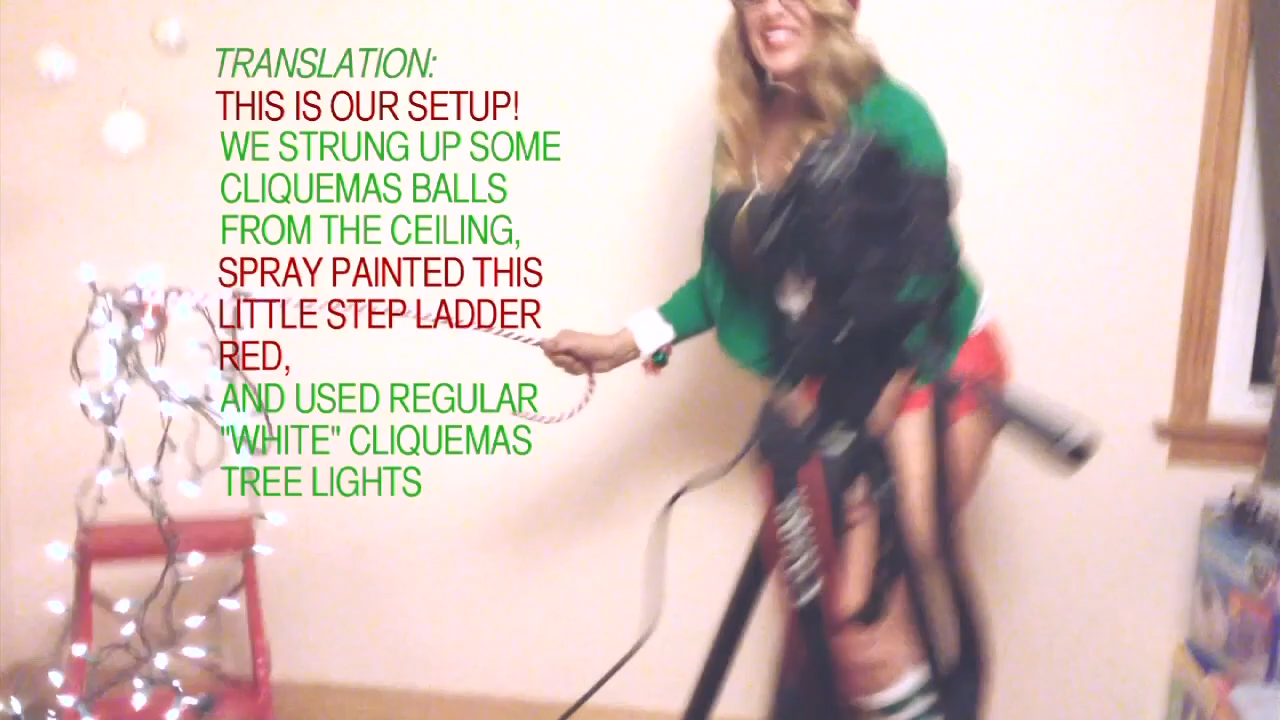 TRANSLATION:
THIS IS OUR SETUP!
WE STRUNG UP SOME
CLIQUEMAS BALLS
FROM THE CEILING,
SPRAY PAINTED THIS
LITTLE STEP LADDER
RED,
AND USED REGULAR
"WHITE" CLIQUEMAS
TREE LIGHTS